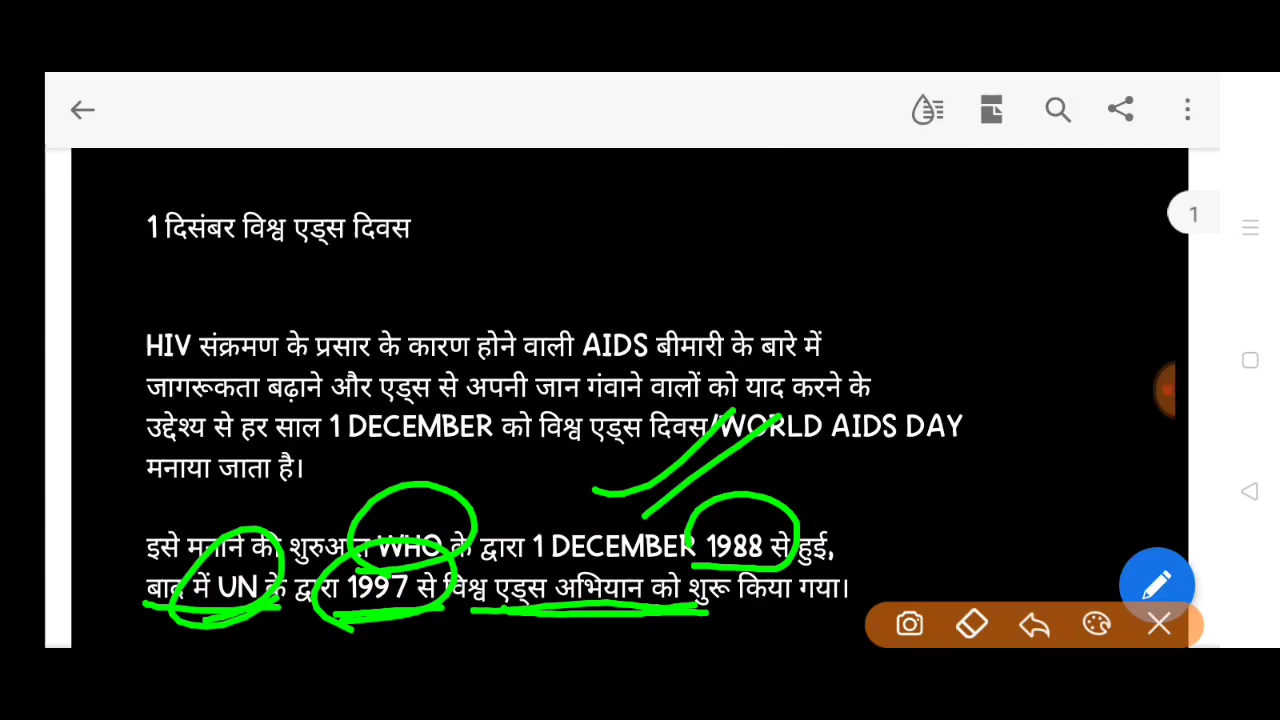 1
1 दिसंबर विश्व एड्स दिवस
HIV संक्रमण के प्रसार के कारण होने वाली AIDS बीमारी के बारे में
जागरूकता बढ़ाने और एड्स से अपनी जान गंवाने वालों को याद करने के
उद्देश्य से हर साल 1 DECEMBER को विश्व एड्स दिवस/WORLD AIDS DAY
मनाया जाता है।
इसे मनाने की शुरुआत WHO के द्वारा 1 DECEMBER 1988 से हुई,
बाद में UN के द्वारा 1997 से विश्व एड्स अभियान को शुरू किया गया।